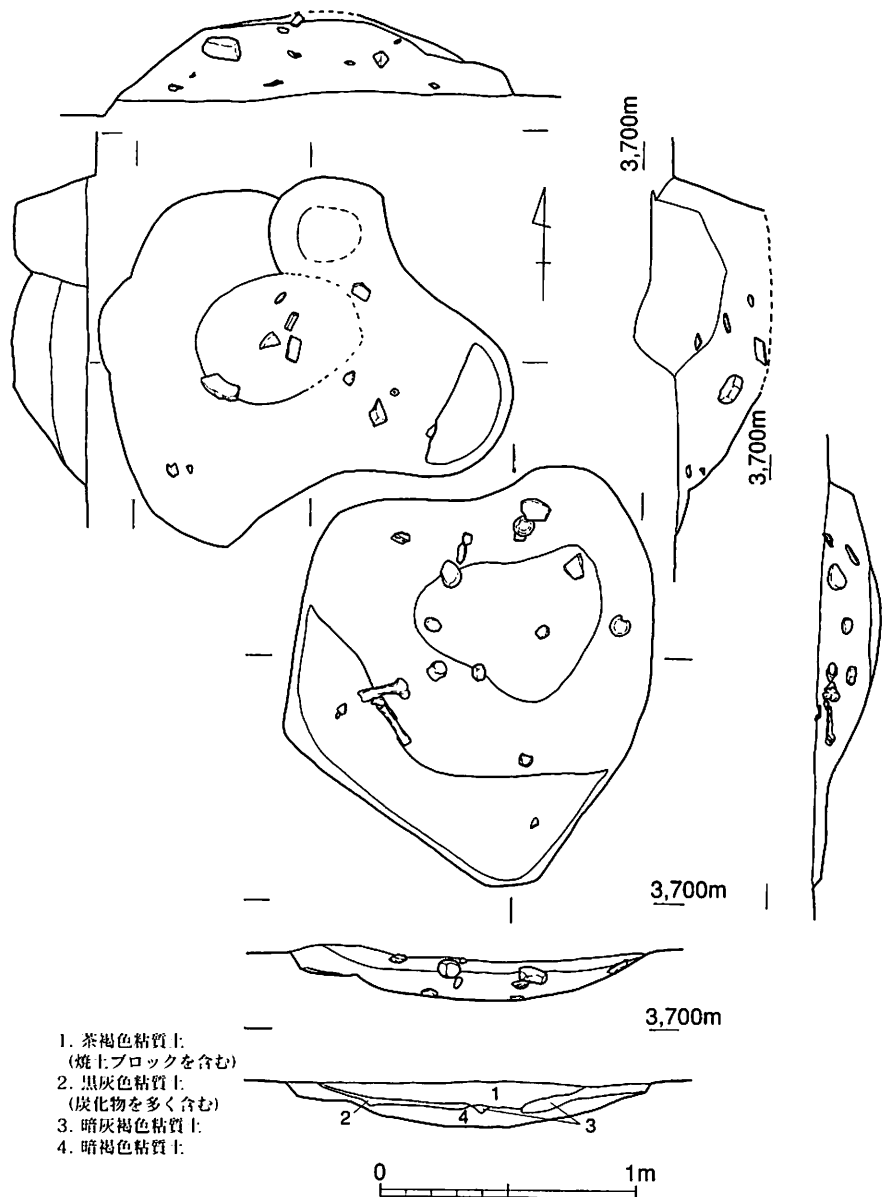 3,700m
3,700m
3,700m
3,700m
1. 茶褐色粘質土
(焼土ブロックを含む)
2. 黒灰色粘質土
(炭化物を多く含む)
3. 暗灰褐色粘質土
4. 暗褐色粘質土
1
2
4
3
0
1m